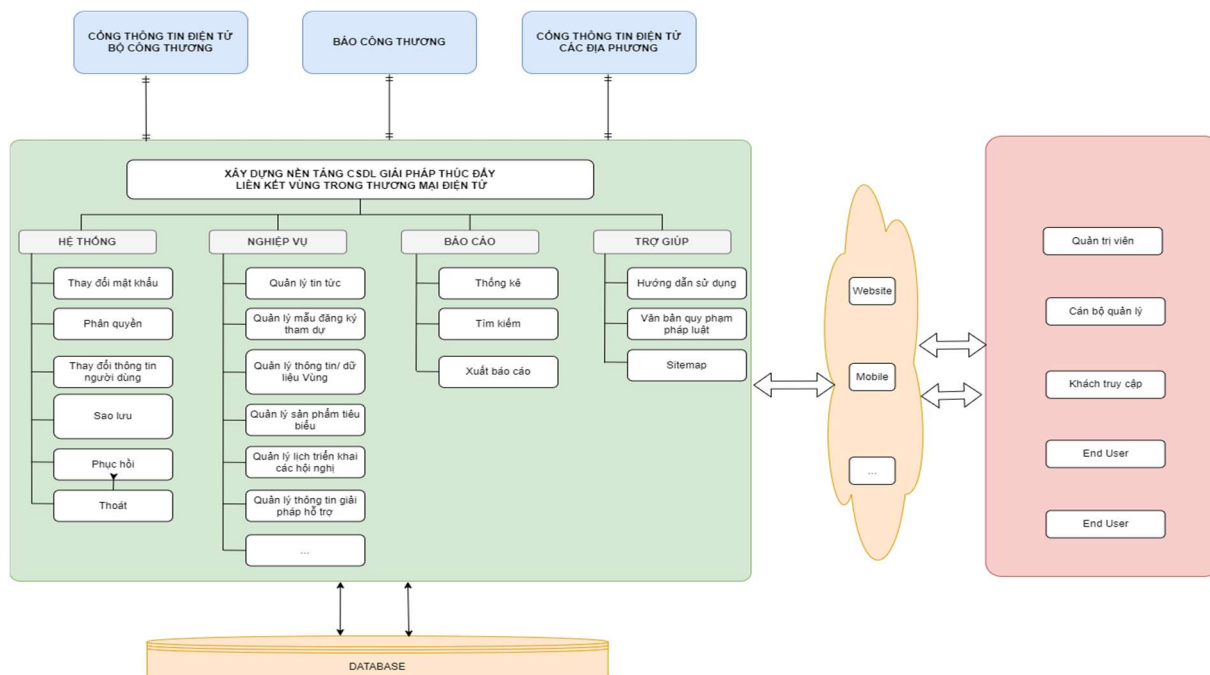 CỔNG THÔNG TIN ĐIỆN TỬ
BỘ CÔNG THƯƠNG
BÁO CÔNG THƯƠNG
CỔNG THÔNG TIN ĐIỆN TỬ
CÁC ĐỊA PHƯƠNG
XÂY DỰNG NỀN TẢNG CSDL GIẢI PHÁP THÚC ĐẨY
LIÊN KẾT VÙNG TRONG THƯƠNG MẠI ĐIỆN TỬ
HỆ THỐNG
Thay đổi mật khẩu
Phân quyền
Thay đổi thông tin
người dùng
Sao lưu
Phục hồi
Thoát
NGHIỆP VỤ
Quản lý tin tức
Quản lý mẫu đăng ký
tham dự
Quản lý thông tin/ dữ
liệu Vùng
Quản lý sản phẩm tiêu
biểu
Quản lý lịch triển khai
các hội nghị
Quản lý thông tin giải
pháp hỗ trợ
...
BÁO CÁO
Thống kê
Tìm kiếm
Xuất báo cáo
TRỢ GIÚP
Hướng dẫn sử dụng
Văn bản quy phạm
pháp luật
Sitemap
Website
Mobile
...
Quản trị viên
Cán bộ quản lý
Khách truy cập
End User
End User
DATABASE